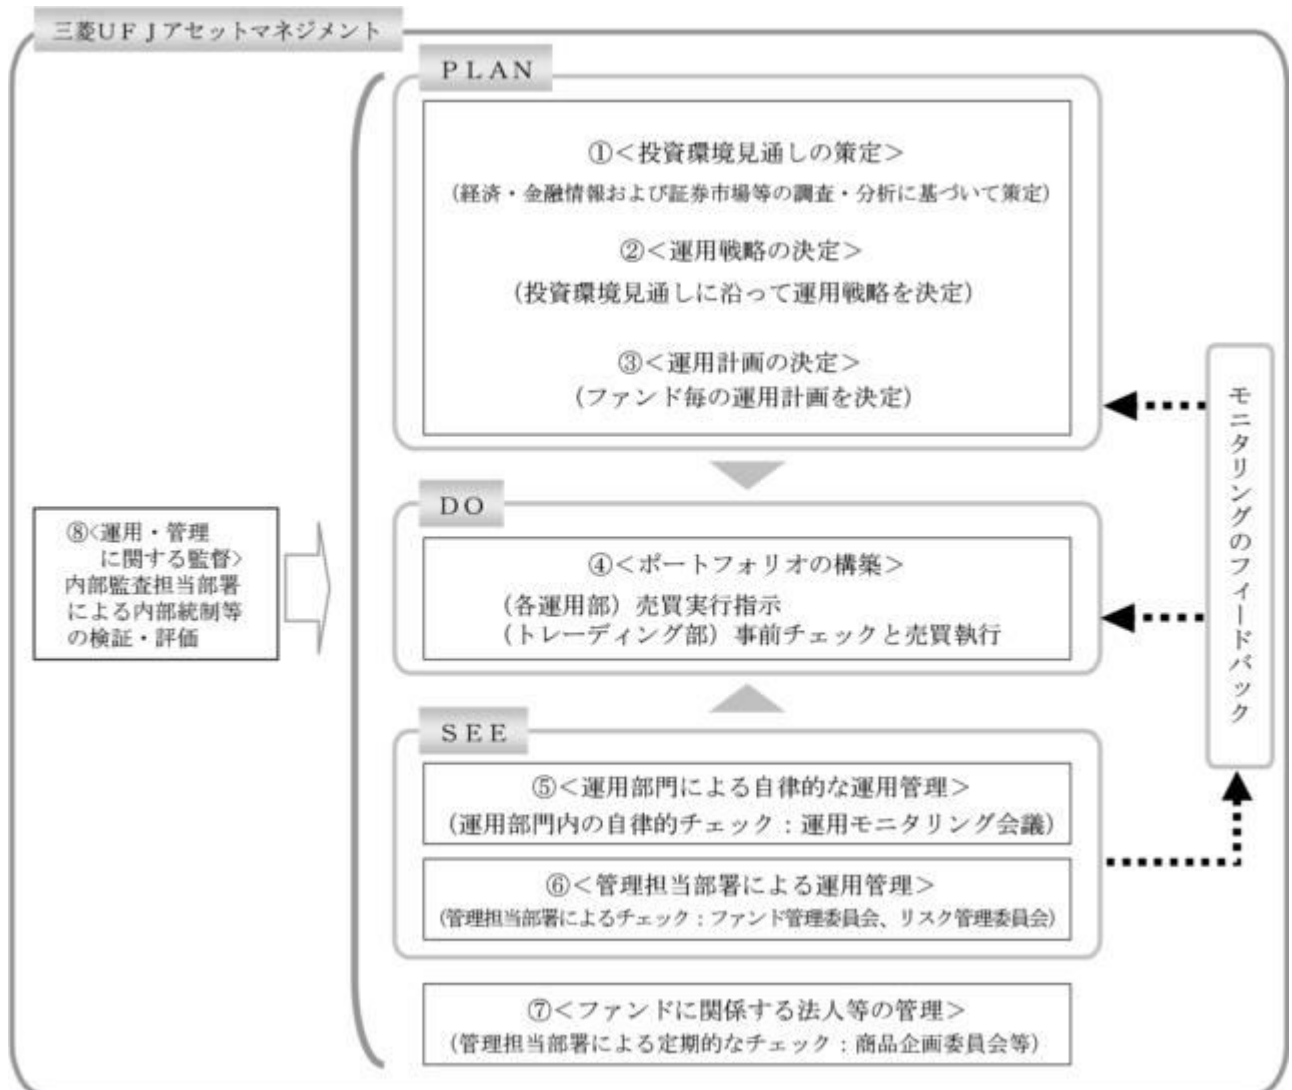 三菱ＵＦＪアセットマネジメント
ＰＬＡＮ
①＜投資環境見通しの策定＞
（経済・金融情報および証券市場等の調査・分析に基づいて策定）
②＜運用戦略の決定＞
（投資環境見通しに沿って運用戦略を決定）
③＜運用計画の決定＞
（ファンド毎の運用計画を決定）
ＤＯ
④＜ポートフォリオの構築＞
（各運用部）売買実行指示
（トレーディング部）事前チェックと売買執行
ＳＥＥ
⑤＜運用部門による自律的な運用管理＞
（運用部門内の自律的チェック：運用モニタリング会議）
⑥＜管理担当部署による運用管理＞
（管理担当部署によるチェック：ファンド管理委員会、リスク管理委員会）
⑦＜ファンドに関係する法人等の管理＞
（管理担当部署による定期的なチェック：商品企画委員会等）
⑧<運用・管理
に関する監督>
内部監査担当部署
による内部統制等
の検証・評価
モニタリングのフィードバック